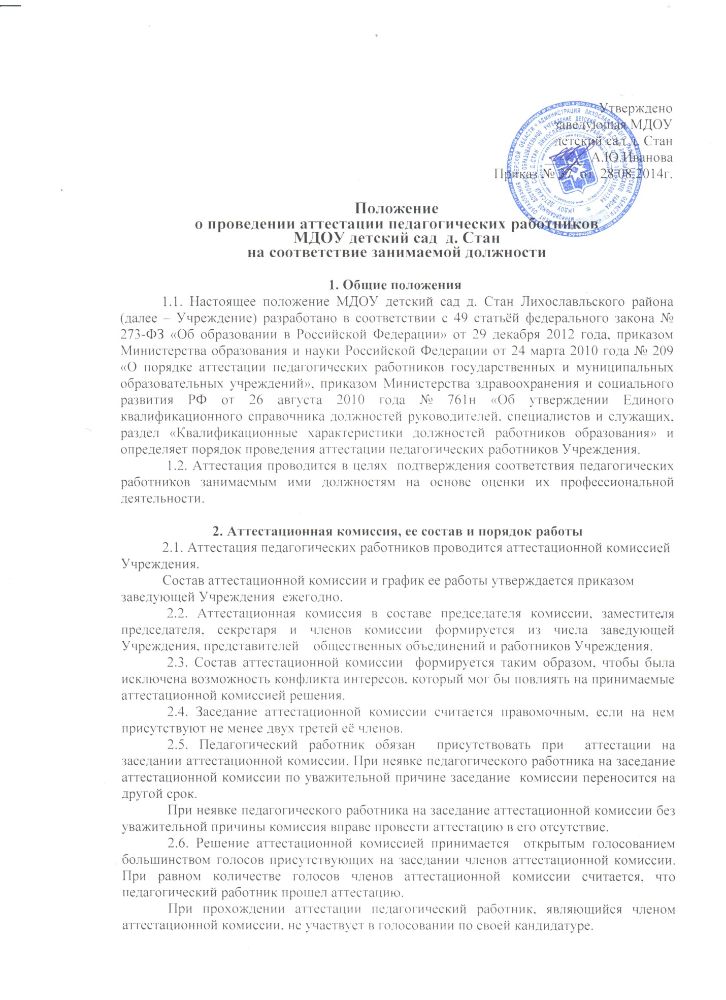 Утверждено
заведующая МДОУ
детский сад д. Стан
А.Ю.Иванова
Приказ № 37 от 28.08.2014г.
Положение
о проведении аттестации педагогических работников
МДОУ детский сад д. Стан
на соответствие занимаемой должности
1. Общие положения
1.1. Настоящее положение МДОУ детский сад д. Стан Лихославльского района
(далее – Учреждение) разработано в соответствии с 49 статьёй федерального закона №
273-ФЗ «Об образовании в Российской Федерации» от 29 декабря 2012 года, приказом
Министерства образования и науки Российской Федерации от 24 марта 2010 года № 209
«О порядке аттестации педагогических работников государственных и муниципальных
образовательных учреждений», приказом Министерства здравоохранения и социального
развития РФ от 26 августа 2010 года № 761н «Об утверждении Единого
квалификационного справочника должностей руководителей, специалистов и служащих,
раздел «Квалификационные характеристики должностей работников образования» и
определяет порядок проведения аттестации педагогических работников Учреждения.
1.2. Аттестация проводится в целях подтверждения соответствия педагогических
работников занимаемым ими должностям на основе оценки их профессиональной
деятельности.
2. Аттестационная комиссия, ее состав и порядок работы
2.1. Аттестация педагогических работников проводится аттестационной комиссией
Учреждения.
Состав аттестационной комиссии и график ее работы утверждается приказом
заведующей Учреждения ежегодно.
2.2. Аттестационная комиссия в составе председателя комиссии, заместителя
председателя, секретаря и членов комиссии формируется из числа заведующей
Учреждения, представителей общественных объединений и работников Учреждения.
2.3. Состав аттестационной комиссии формируется таким образом, чтобы была
исключена возможность конфликта интересов, который мог бы повлиять на принимаемые
аттестационной комиссией решения.
2.4. Заседание аттестационной комиссии считается правомочным, если на нем
присутствуют не менее двух третей её членов.
2.5. Педагогический работник обязан присутствовать при аттестации на
заседании аттестационной комиссии. При неявке педагогического работника на заседание
аттестационной комиссии по уважительной причине заседание комиссии переносится на
другой срок.
При неявке педагогического работника на заседание аттестационной комиссии без
уважительной причины комиссия вправе провести аттестацию в его отсутствие.
2.6. Решение аттестационной комиссией принимается открытым голосованием
большинством голосов присутствующих на заседании членов аттестационной комиссии.
При равном количестве голосов членов аттестационной комиссии считается, что
педагогический работник прошел аттестацию.
При прохождении аттестации педагогический работник, являющийся членом
аттестационной комиссии, не участвует в голосовании по своей кандидатуре.